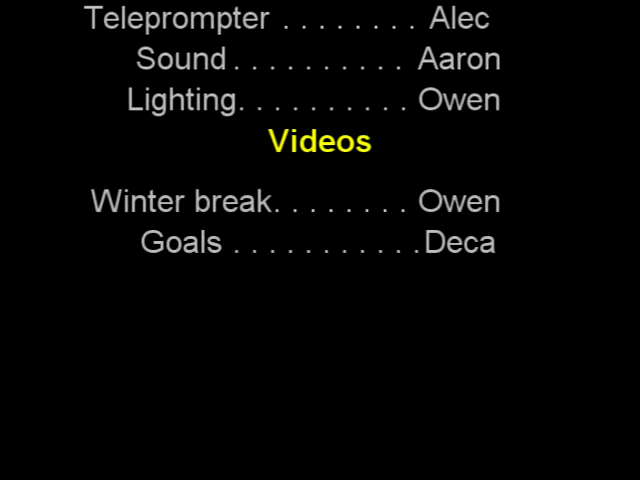 Teleprompter . . . . . . . . Alec
Sound . . . . . . . . . . Aaron
Lighting. . . . . . . . . . Owen
Videos
Winter break. . . . . . . . Owen
Goals . . . . . . . . . . .Deca